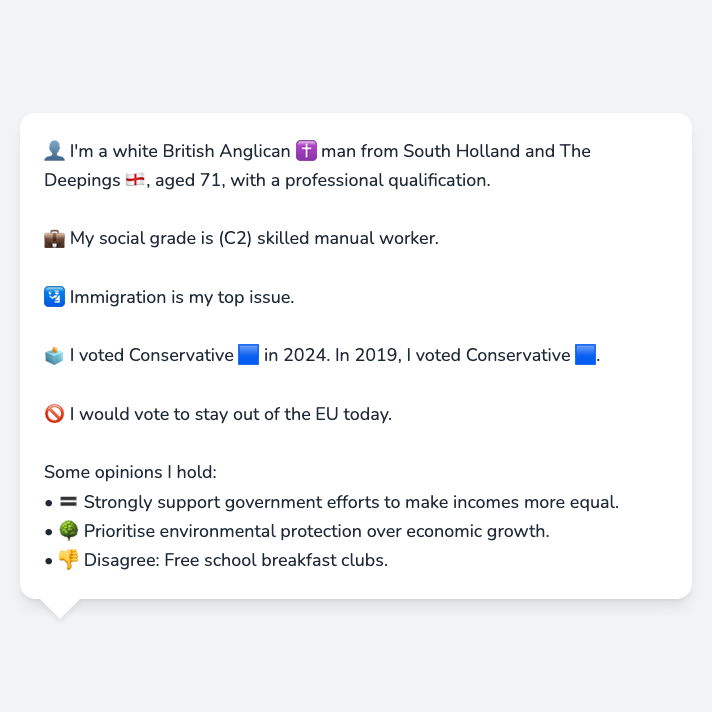 👤 I'm a white British Anglican ✝️ man from South Holland and The
Deepings 🏴󠁧󠁢󠁥󠁮󠁧󠁿, aged 71, with a professional qualification.
💼 My social grade is (C2) skilled manual worker.
🛂 Immigration is my top issue.
🗳️ I voted Conservative 🟦 in 2024. In 2019, I voted Conservative 🟦.
🚫 I would vote to stay out of the EU today.
Some opinions I hold:
• 🟰 Strongly support government efforts to make incomes more equal.
• 🌳 Prioritise environmental protection over economic growth.
• 👎 Disagree: Free school breakfast clubs.